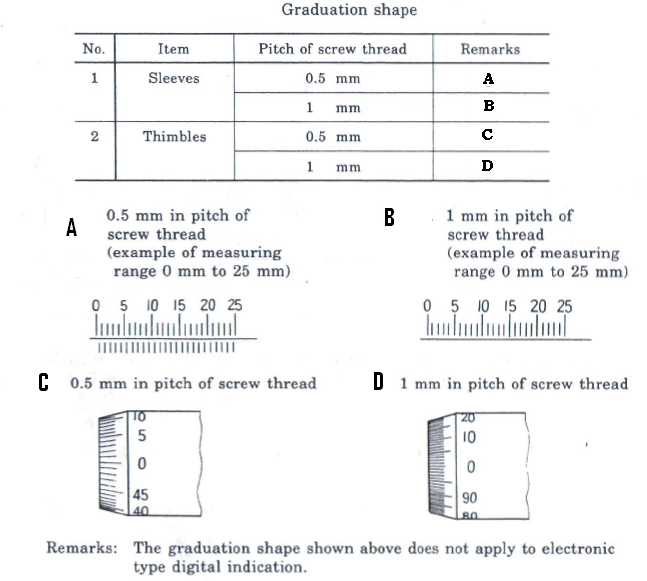 Graduation shape
No. Item Pitch of screw thread Remarks
1 Sleeves 0.5 mm A
1 mm B
2 Thimbles 0.5 mm C
1 mm D
A 0.5 mm in pitch of
screw thread
(example of measuring
range 0 mm to 25 mm)
0 5 10 15 20 25
B 1 mm in pitch of
screw thread
(example of measuring
range 0 mm to 25 mm)
0 5 10 15 20 25
C 0.5 mm in pitch of screw thread
10
5
0
45
40
D 1 mm in pitch of screw thread
20
10
0
90
80
Remarks: The graduation shape shown above does not apply to electronic
type digital indication.